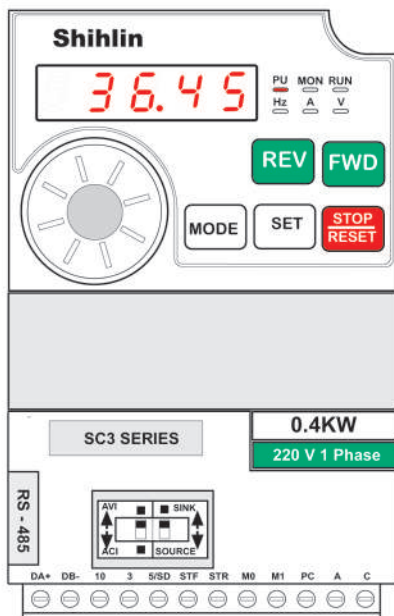 Shihlin
36.45
PU MON RUN
Hz A V
REV FWD
MODE SET STOP
RESET
SC3 SERIES
0.4KW
220 V 1 Phase
RS - 485
AVI SINK
ACI SOURCE
DA+ DB- 10 3 5/SD STF STR M0 M1 PC A C